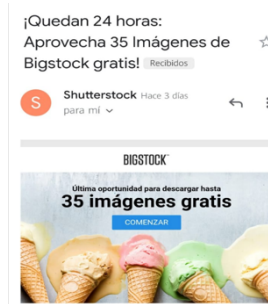 ¡Quedan 24 horas:
Aprovecha 35 Imágenes de
Bigstock gratis! Recibidos
S
Shutterstock Hace 3 días
para mí
BIGSTOCK
Última oportunidad para descargar hasta
35 imágenes gratis
COMENZAR